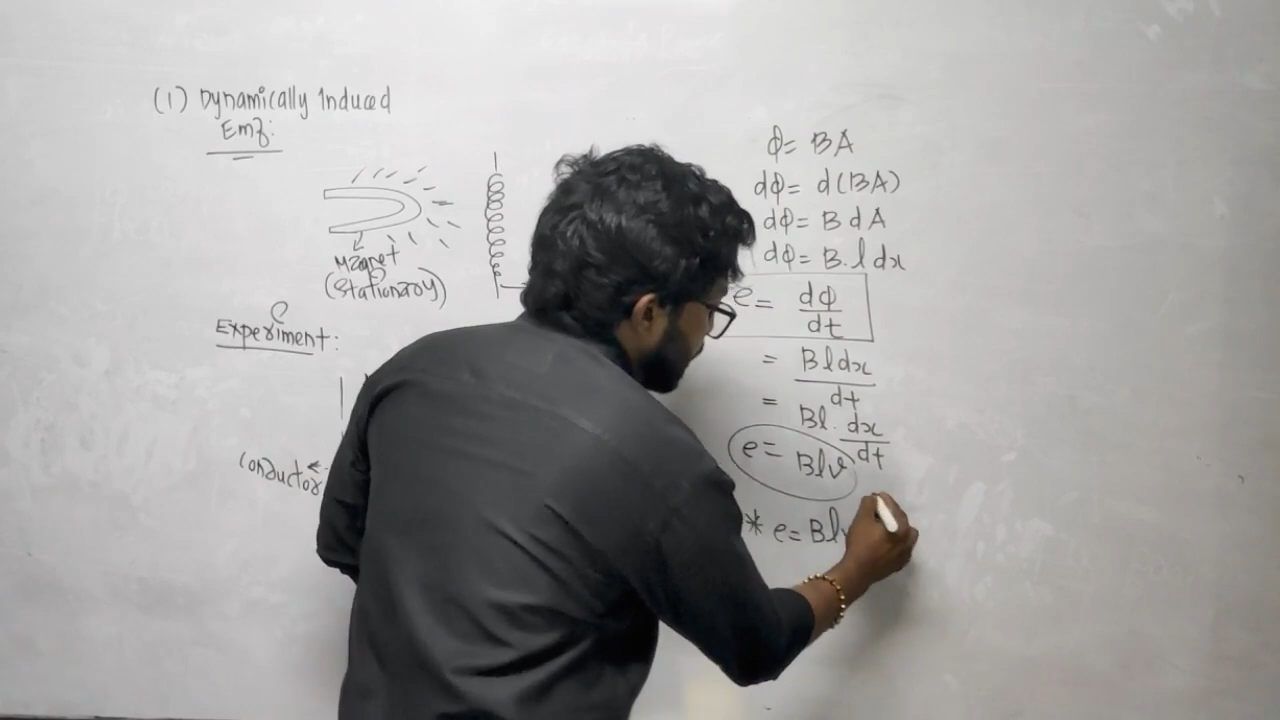 (1) Dynamically Induced
Emf:
Magnet
(Stationary)
Experiment:
Conductor
ϕ= BA
dϕ= d(BA)
dϕ= B dA
dϕ= B.l dx
e= dϕ/dt
= Bldx/dt
= Bl. dx/dt
e= Blv
* e= Blv